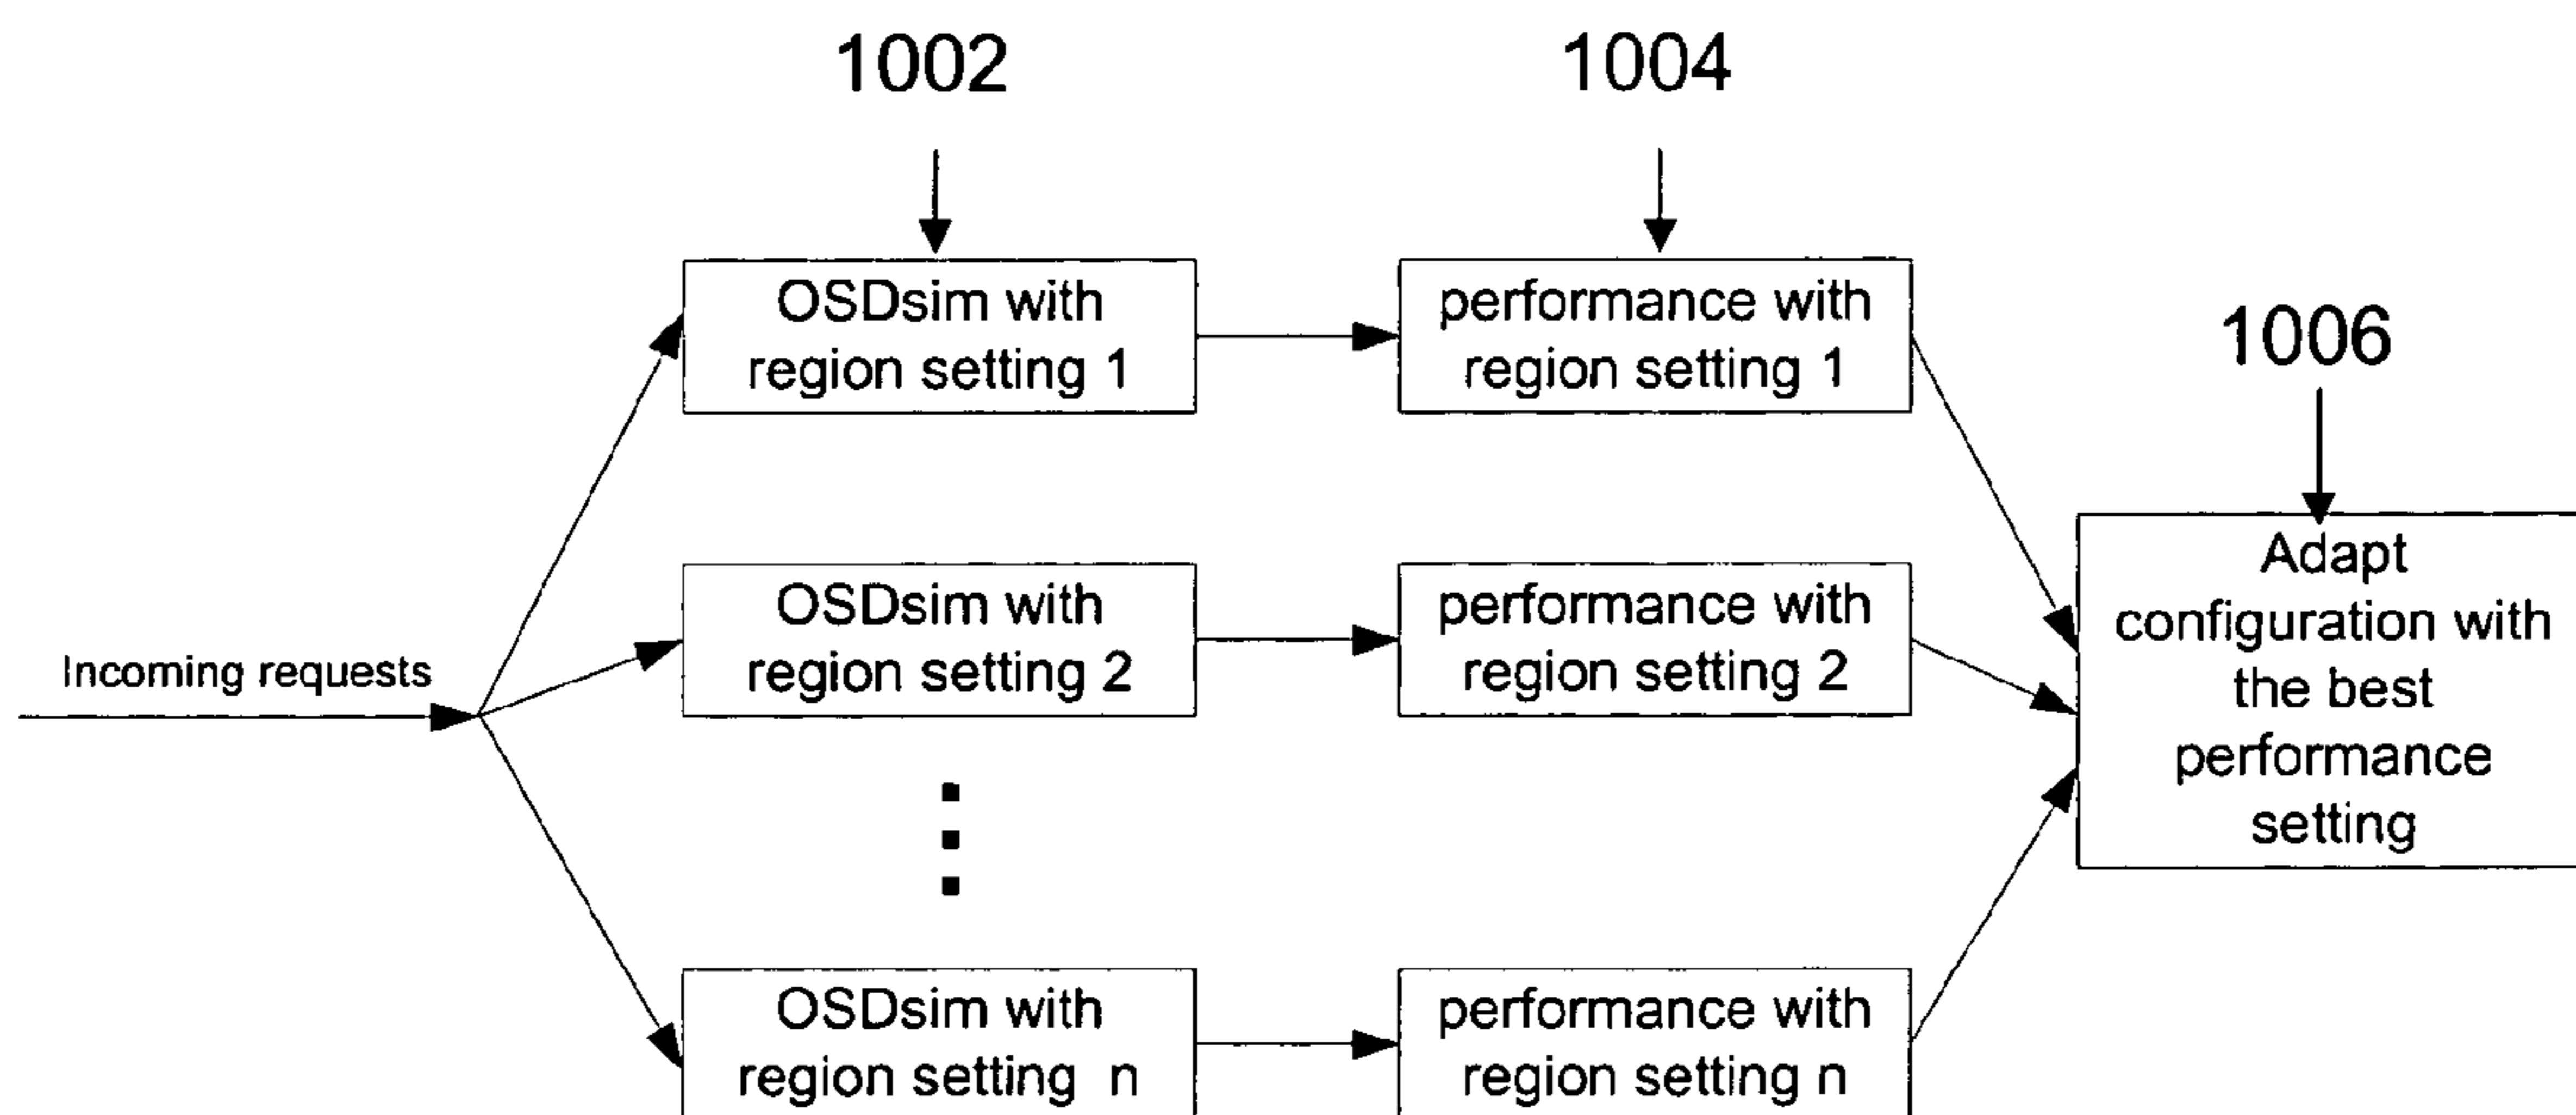 1002
1004
1006
OSDsim with
region setting 1
performance with
region setting 1
Incoming requests
OSDsim with
region setting 2
performance with
region setting 2
Adapt
configuration with
the best
performance
setting
OSDsim with
region setting n
performance with
region setting n